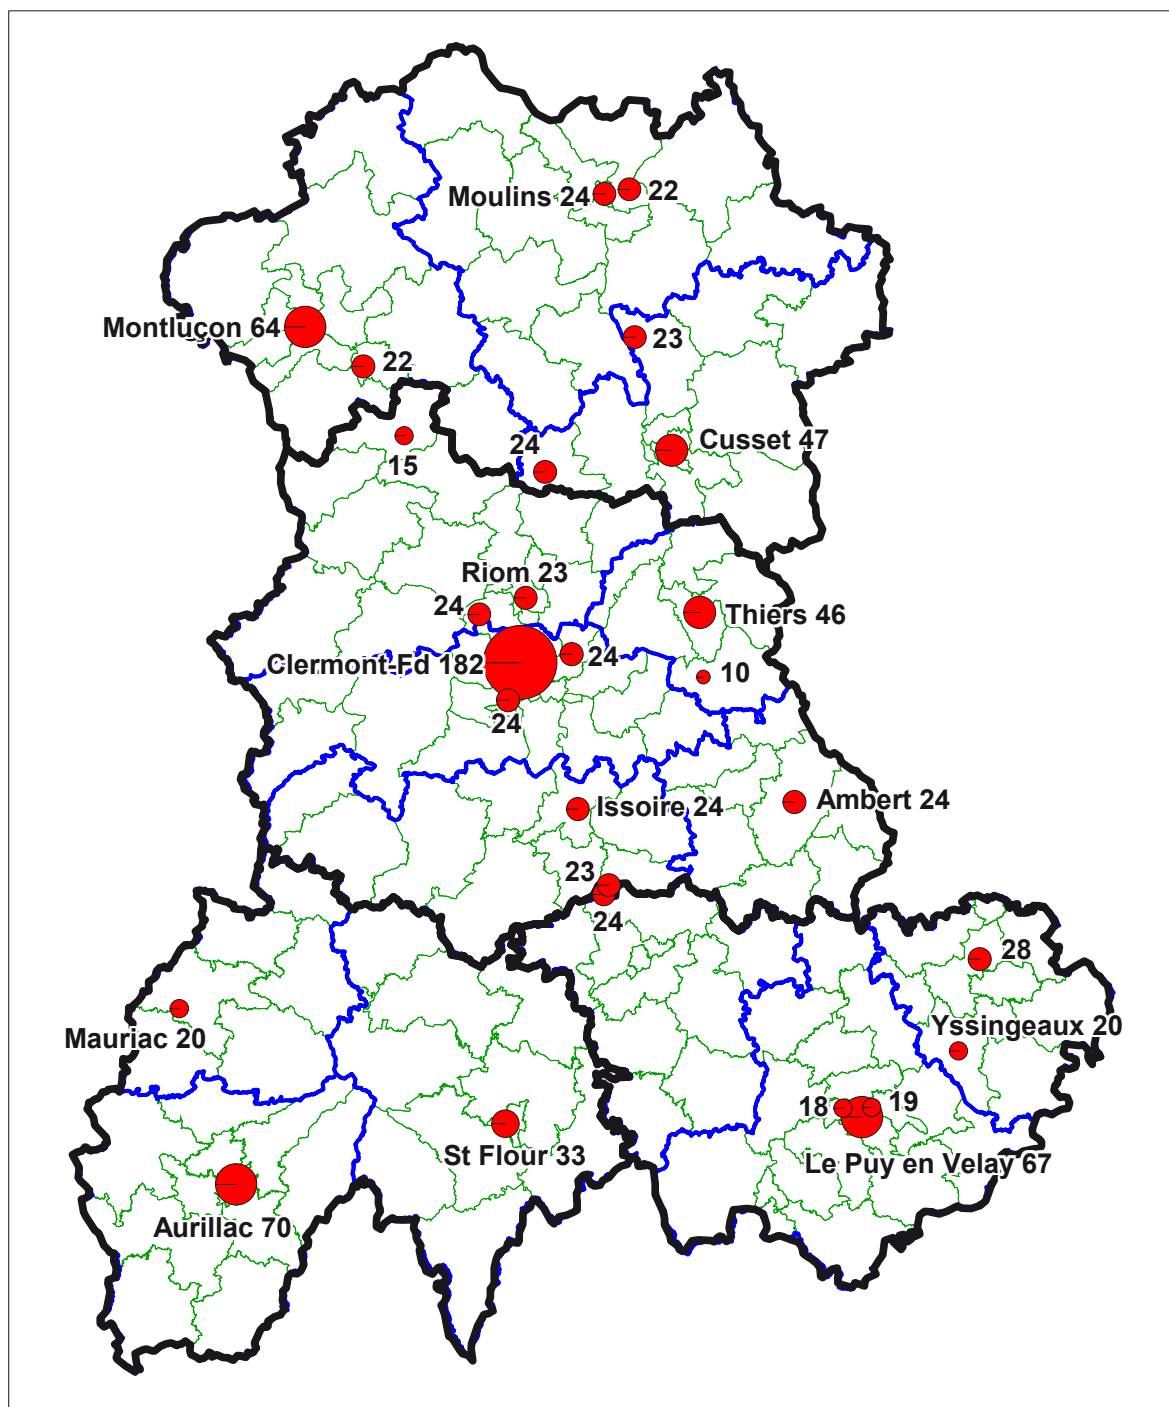 Moulins 24
22
Montluçon 64
23
22
15
24
Cusset 47
Riom 23
24
Thiers 46
Clermont-Fd 182
24
10
24
Issoire 24
Ambert 24
23
24
28
Mauriac 20
Yssingeaux 20
18
19
St Flour 33
Le Puy en Velay 67
Aurillac 70